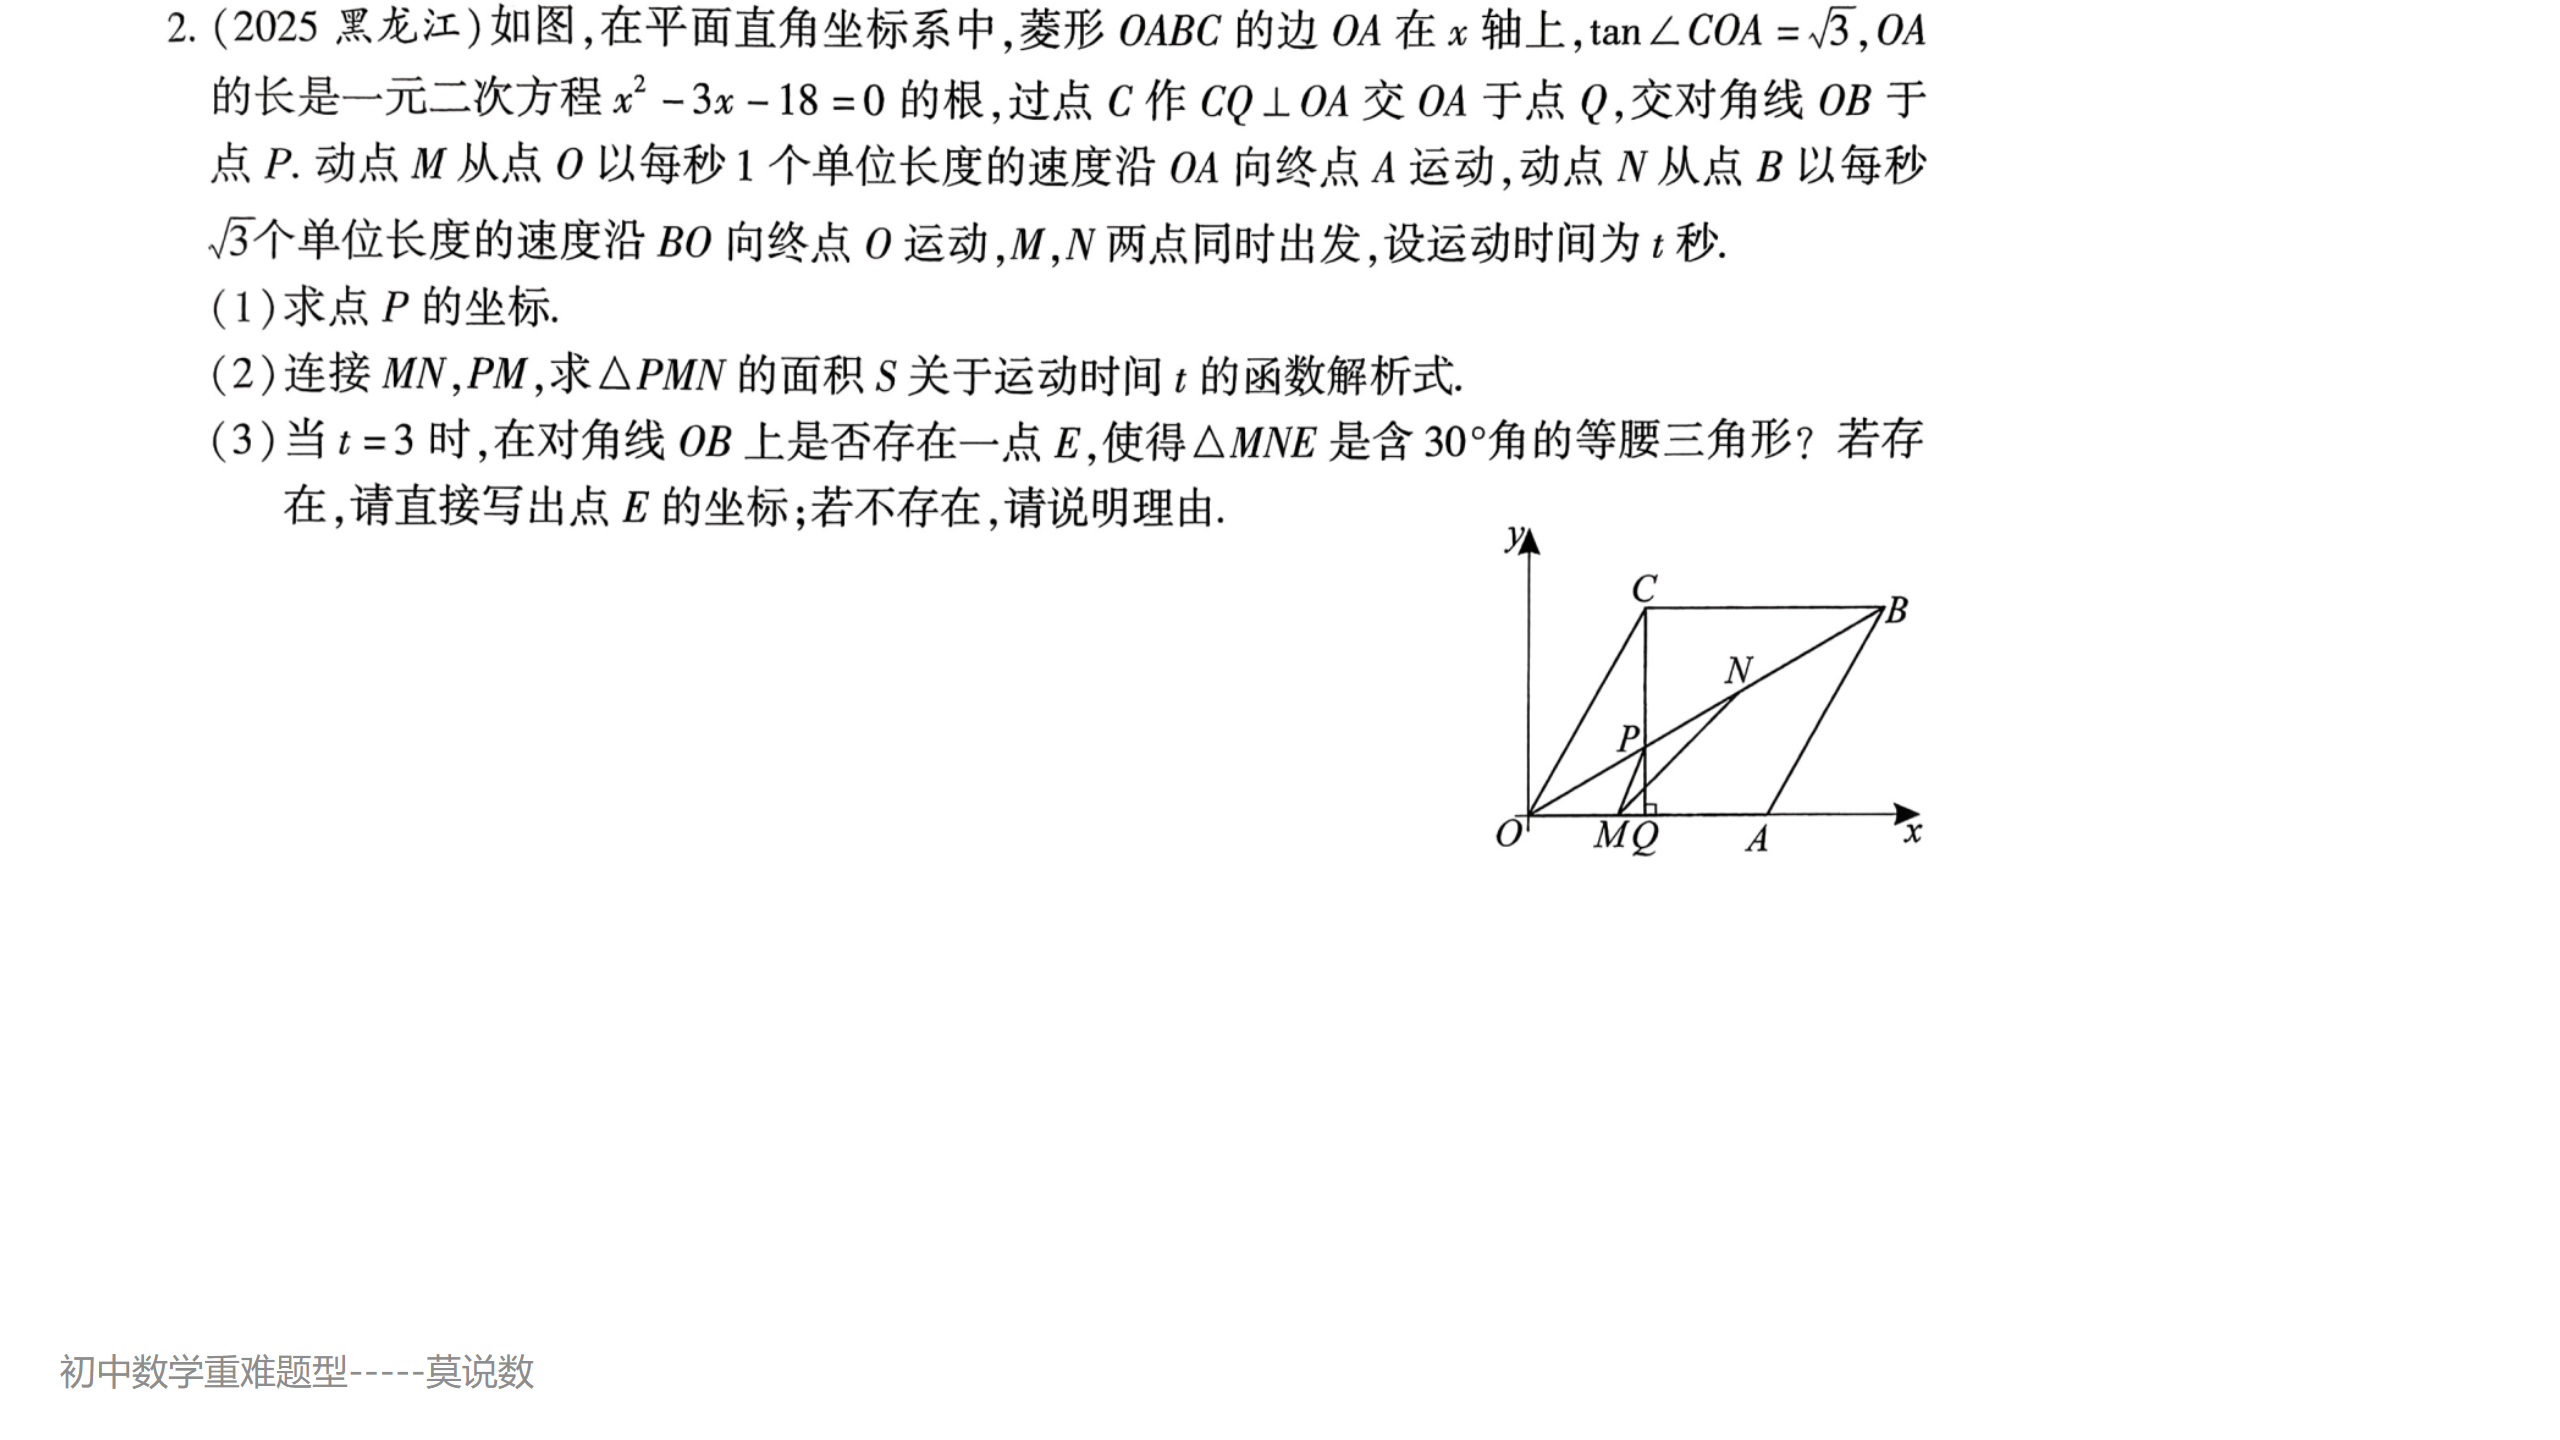 2. (2025 黑龙江)如图,在平面直角坐标系中,菱形 OABC 的边 OA 在 x 轴上,tan∠COA = √3,OA
的长是一元二次方程 x² - 3x - 18 = 0 的根,过点 C 作 CQ⊥OA 交 OA 于点 Q,交对角线 OB 于
点 P. 动点 M 从点 O 以每秒 1 个单位长度的速度沿 OA 向终点 A 运动,动点 N 从点 B 以每秒
√3个单位长度的速度沿 BO 向终点 O 运动,M,N 两点同时出发,设运动时间为 t 秒.
(1)求点 P 的坐标.
(2)连接 MN,PM,求△PMN 的面积 S 关于运动时间 t 的函数解析式.
(3)当 t = 3 时,在对角线 OB 上是否存在一点 E,使得△MNE 是含 30°角的等腰三角形? 若存
在,请直接写出点 E 的坐标;若不存在,请说明理由.
y
C
B
N
P
O
M
Q
A
x
初中数学重难题型-----莫说数